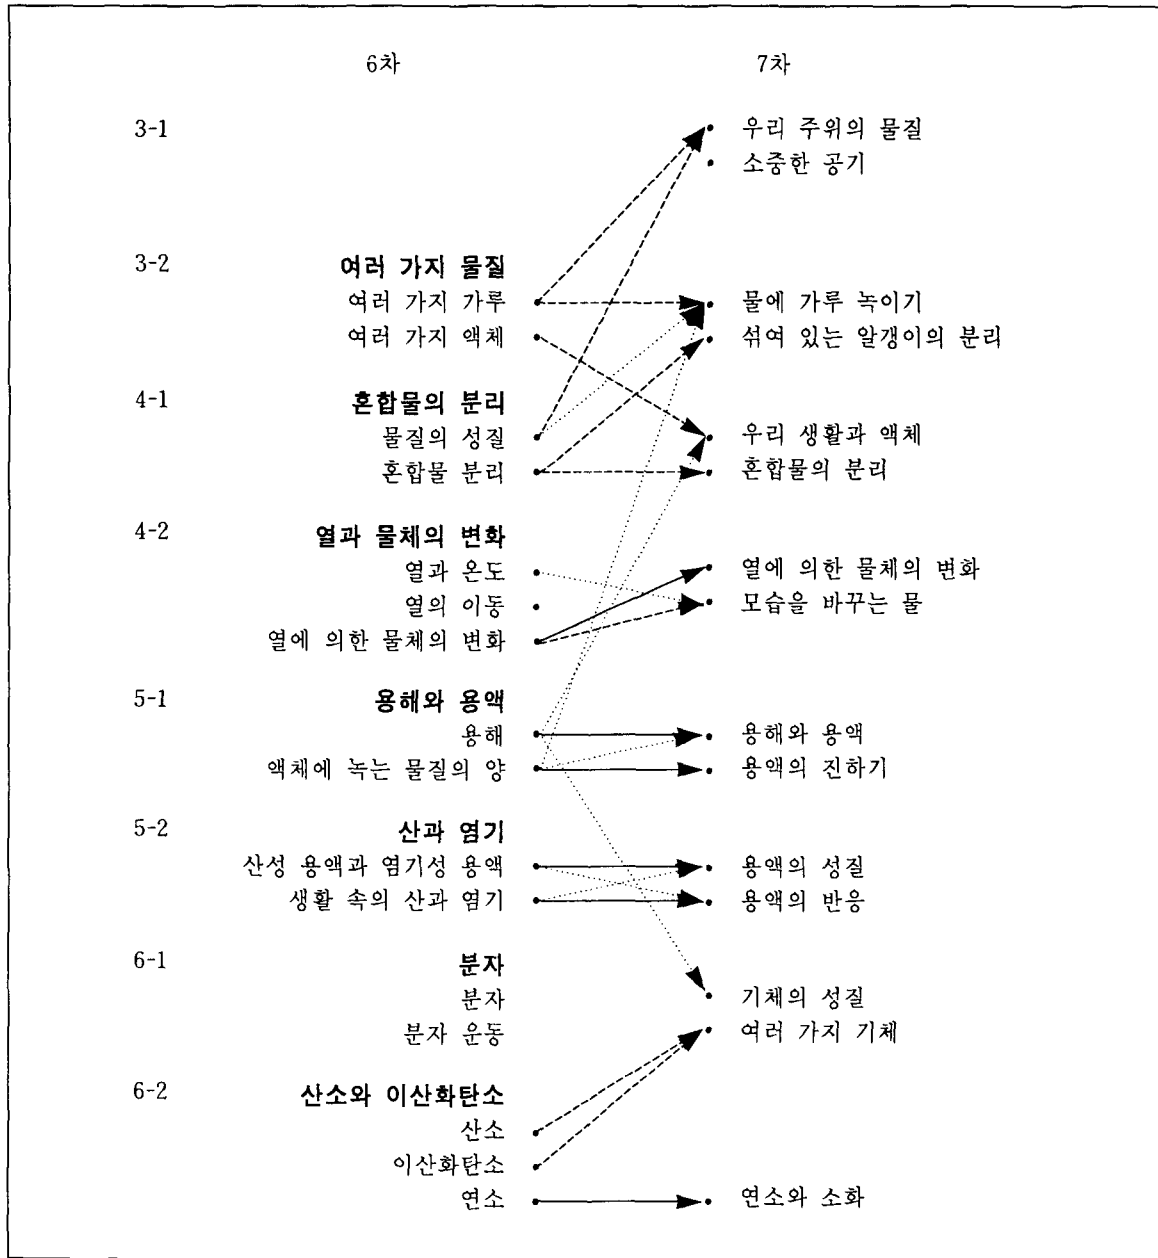 6차 7차
3-1 우리 주위의 물질
소중한 공기
3-2 여러 가지 물질
여러 가지 가루 물에 가루 녹이기
여러 가지 액체 섞여 있는 알갱이의 분리
4-1 혼합물의 분리
물질의 성질 우리 생활과 액체
혼합물 분리 혼합물의 분리
4-2 열과 물체의 변화
열과 온도 열에 의한 물체의 변화
열의 이동 모습을 바꾸는 물
열에 의한 물체의 변화
5-1 용해와 용액
용해 용해와 용액
액체에 녹는 물질의 양 용액의 진하기
5-2 산과 염기
산성 용액과 염기성 용액 용액의 성질
생활 속의 산과 염기 용액의 반응
6-1 분자
분자 기체의 성질
분자 운동 여러 가지 기체
6-2 산소와 이산화탄소
산소
이산화탄소
연소 연소와 소화